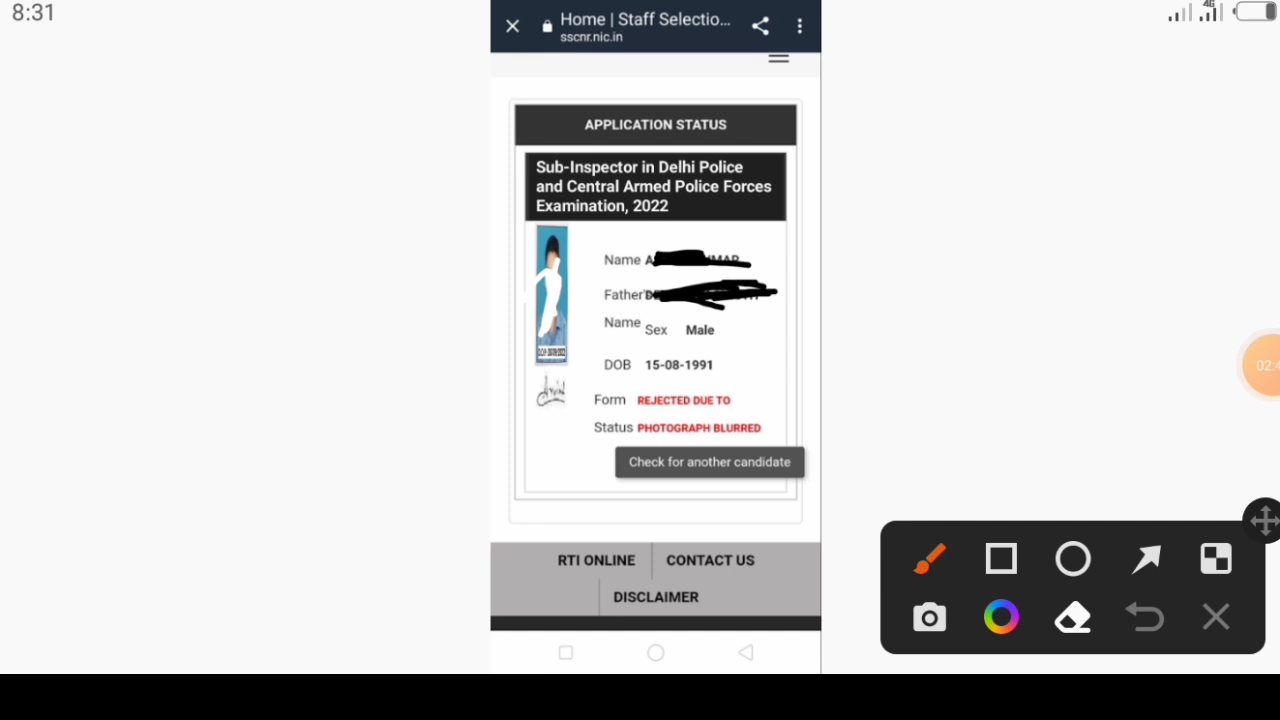 8:31
4G
Home | Staff Selectio...
sscnr.nic.in
APPLICATION STATUS
Sub-Inspector in Delhi Police
and Central Armed Police Forces
Examination, 2022
Name
Father's
Name
Sex Male
DOB 15-08-1991
Form REJECTED DUE TO
Status PHOTOGRAPH BLURRED
Check for another candidate
RTI ONLINE CONTACT US
DISCLAIMER